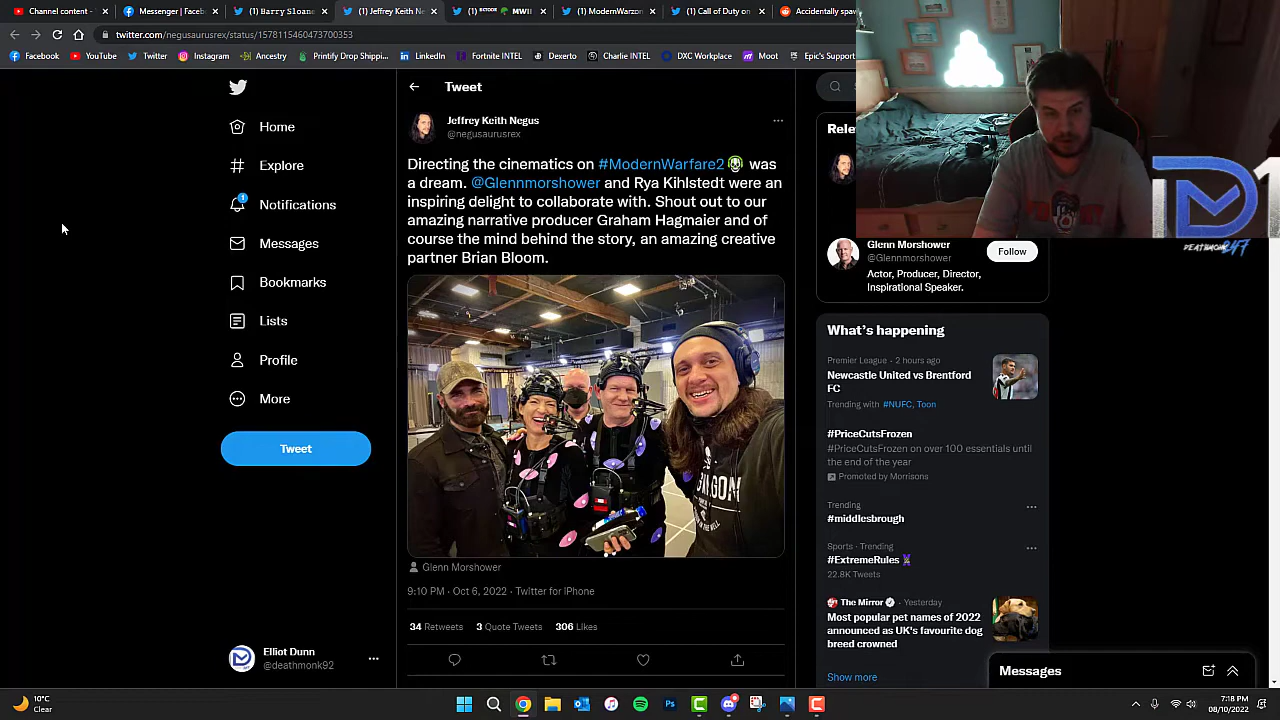 Messenger | Faceb
(1) Barry Sloane
(1) Jeffrey Keith Ne
MWII
(1) ModernWarzon
(1) Call of Duty on
Accidentally spaw
twitter.com/negusaurusrex/status/1578115460473700353
Facebook
YouTube
Twitter
Instagram
Ancestry
Printify Drop Shippi...
LinkedIn
Fortnite INTEL
Dexerto
Charlie INTEL
DXC Workplace
Moot
Epic's Support
Home
Explore
Notifications
1
Messages
Bookmarks
Lists
Profile
More
Tweet
Elliot Dunn
@deathmonk92
Tweet
Jeffrey Keith Negus
@negusaurusrex
Directing the cinematics on #ModernWarfare2 was
a dream. @Glennmorshower and Rya Kihlstedt were an
inspiring delight to collaborate with. Shout out to our
amazing narrative producer Graham Hagmaier and of
course the mind behind the story, an amazing creative
partner Brian Bloom.
Glenn Morshower
9:10 PM · Oct 6, 2022 · Twitter for iPhone
34 Retweets 3 Quote Tweets 306 Likes
Rele
Glenn Morshower
@Glennmorshower
Follow
Actor, Producer, Director,
Inspirational Speaker.
What's happening
Premier League · 2 hours ago
Newcastle United vs Brentford
FC
Trending with #NUFC, Toon
#PriceCutsFrozen
#PriceCutsFrozen on over 100 essentials until
the end of the year
Promoted by Morrisons
Trending
#middlesbrough
Sports · Trending
#ExtremeRules
22.8K Tweets
The Mirror · Yesterday
Most popular pet names of 2022
announced as UK's favourite dog
breed crowned
Show more
Messages
10°C
Clear
7:18 PM
08/10/2022